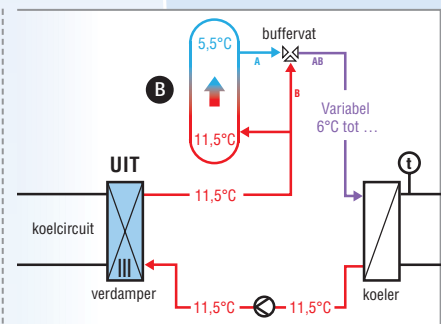 buffervat
5,5°C
A
AB
B
B
Variabel
6°C tot ...
11,5°C
UIT
t
11,5°C
koelcircuit
verdamper
koeler
11,5°C
11,5°C